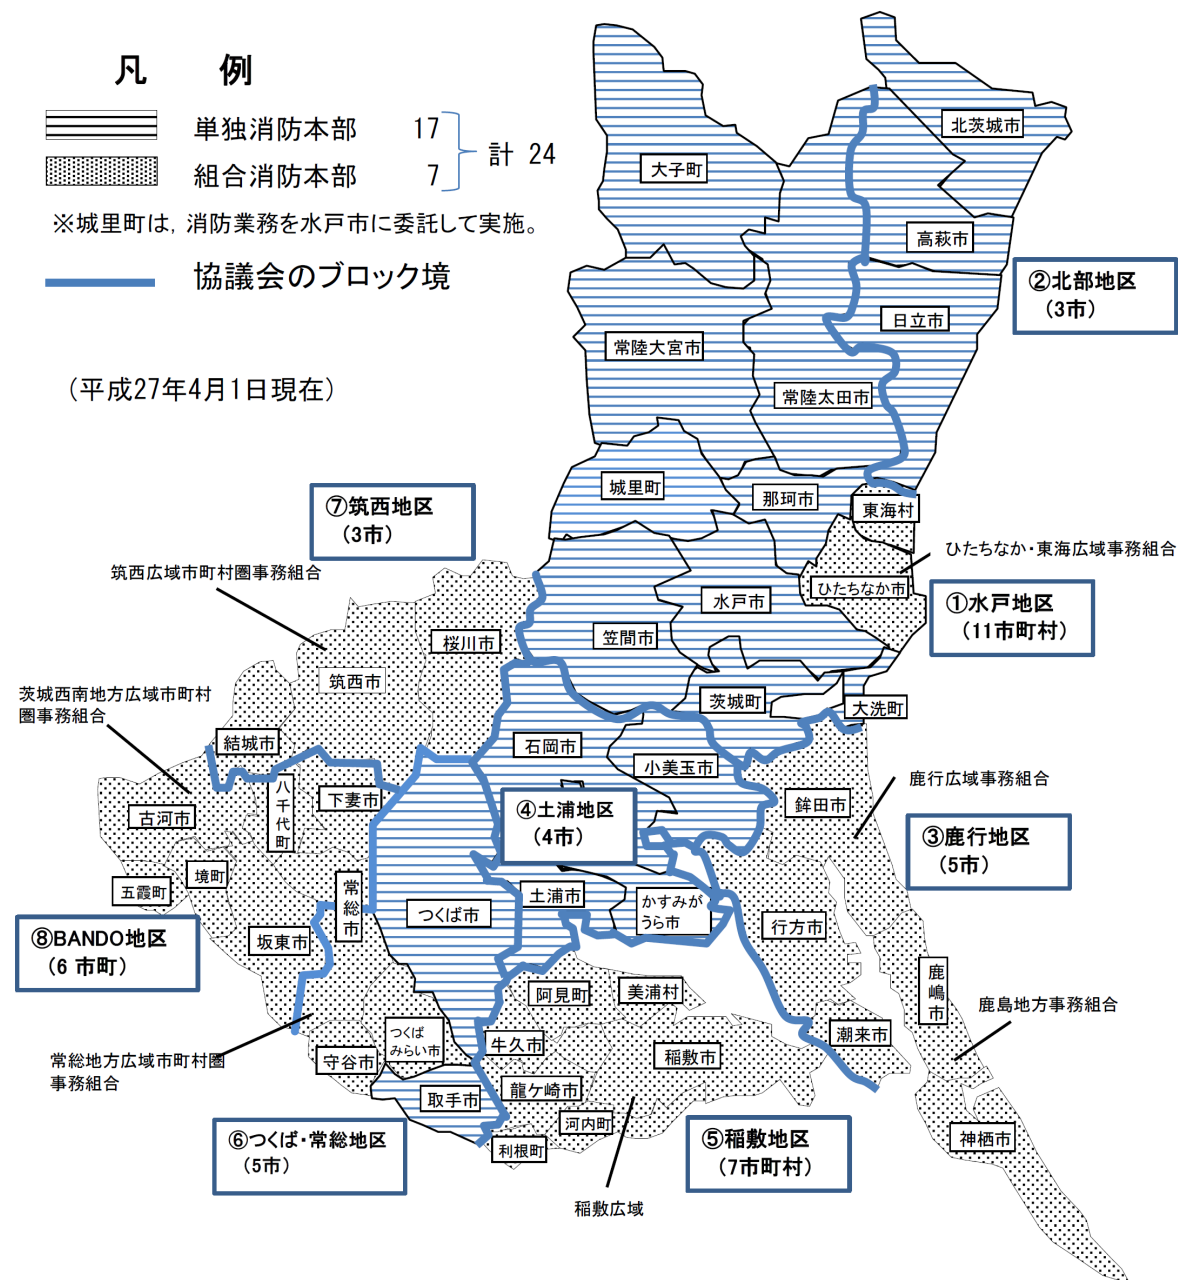 凡　例
単独消防本部　17
組合消防本部　7
計 24
※城里町は，消防業務を水戸市に委託して実施。
協議会のブロック境
（平成27年4月1日現在）
北茨城市
大子町
高萩市
②北部地区
（3市）
日立市
常陸大宮市
常陸太田市
城里町
那珂市
東海村
⑦筑西地区
（3市）
ひたちなか・東海広域事務組合
筑西広域市町村圏事務組合
ひたちなか市
水戸市
①水戸地区
（11市町村）
笠間市
桜川市
筑西市
茨城西南地方広域市町村
圏事務組合
茨城町
大洗町
結城市
石岡市
小美玉市
鹿行広域事務組合
八千代町
下妻市
鉾田市
古河市
④土浦地区
（4市）
③鹿行地区
（5市）
境町
五霞町
常総市
土浦市
かすみが
うら市
つくば市
行方市
⑧BANDO地区
（6 市町）
坂東市
鹿嶋市
阿見町
美浦村
鹿島地方事務組合
潮来市
つくば
みらい市
牛久市
稲敷市
常総地方広域市町村圏
事務組合
守谷市
取手市
龍ケ崎市
河内町
神栖市
⑥つくば・常総地区
（5市）
利根町
⑤稲敷地区
（7市町村）
稲敷広域